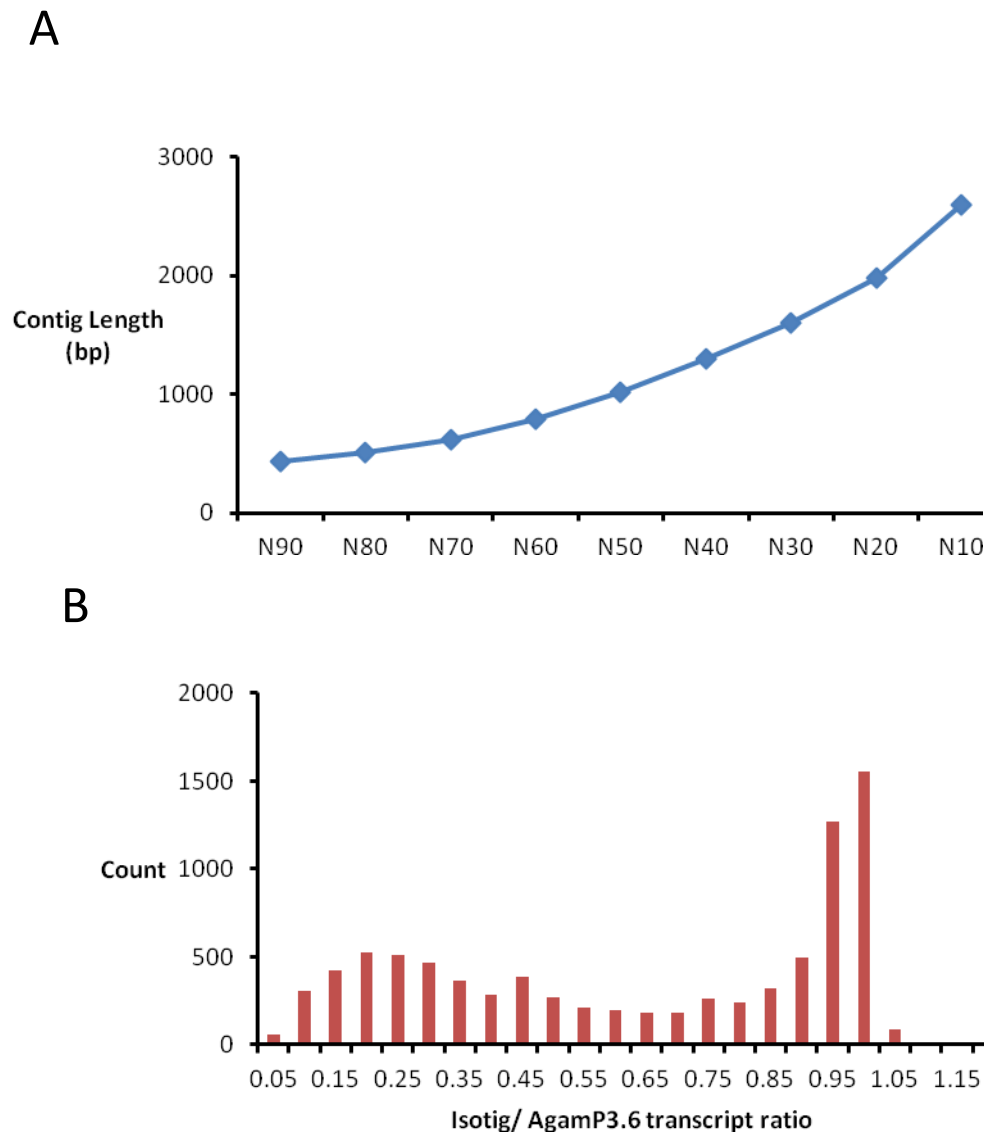 A
3000
2000
Contig Length
(bp)
1000
0
N90 N80 N70 N60 N50 N40 N30 N20 N10
B
2000
1500
Count 1000
500
0
0.05 0.15 0.25 0.35 0.45 0.55 0.65 0.75 0.85 0.95 1.05 1.15
Isotig/ AgamP3.6 transcript ratio